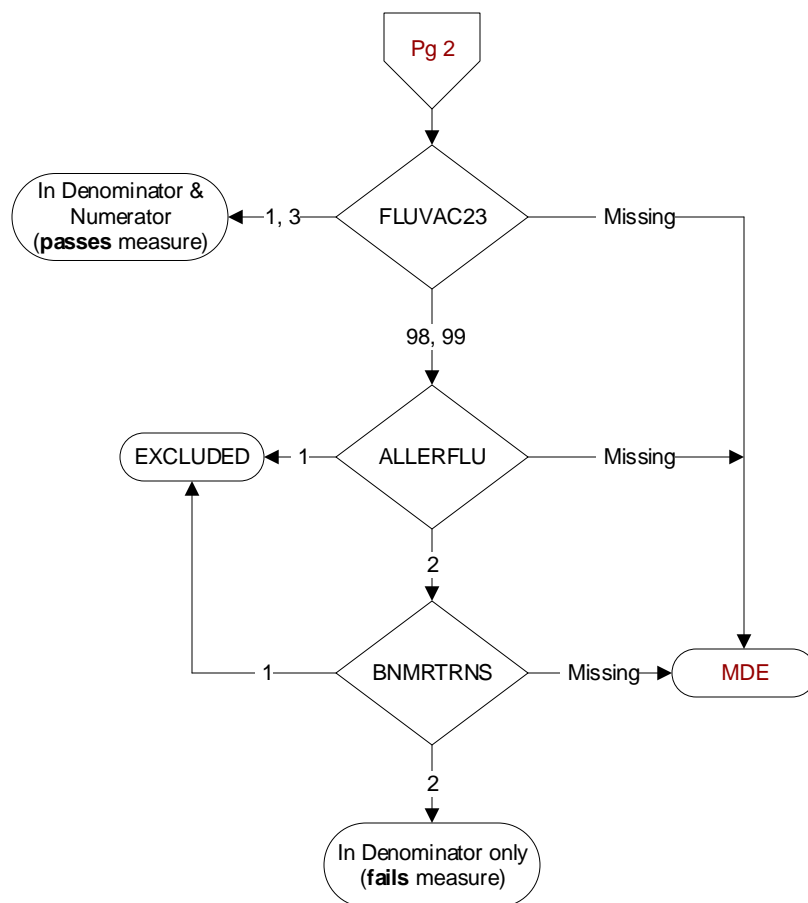 Pg 2
In Denominator &
Numerator
(passes measure)
1, 3
FLUVAC23
Missing
98, 99
EXCLUDED
1
ALLERFLU
Missing
2
1
BNMRTRNS
Missing
MDE
2
In Denominator only
(fails measure)